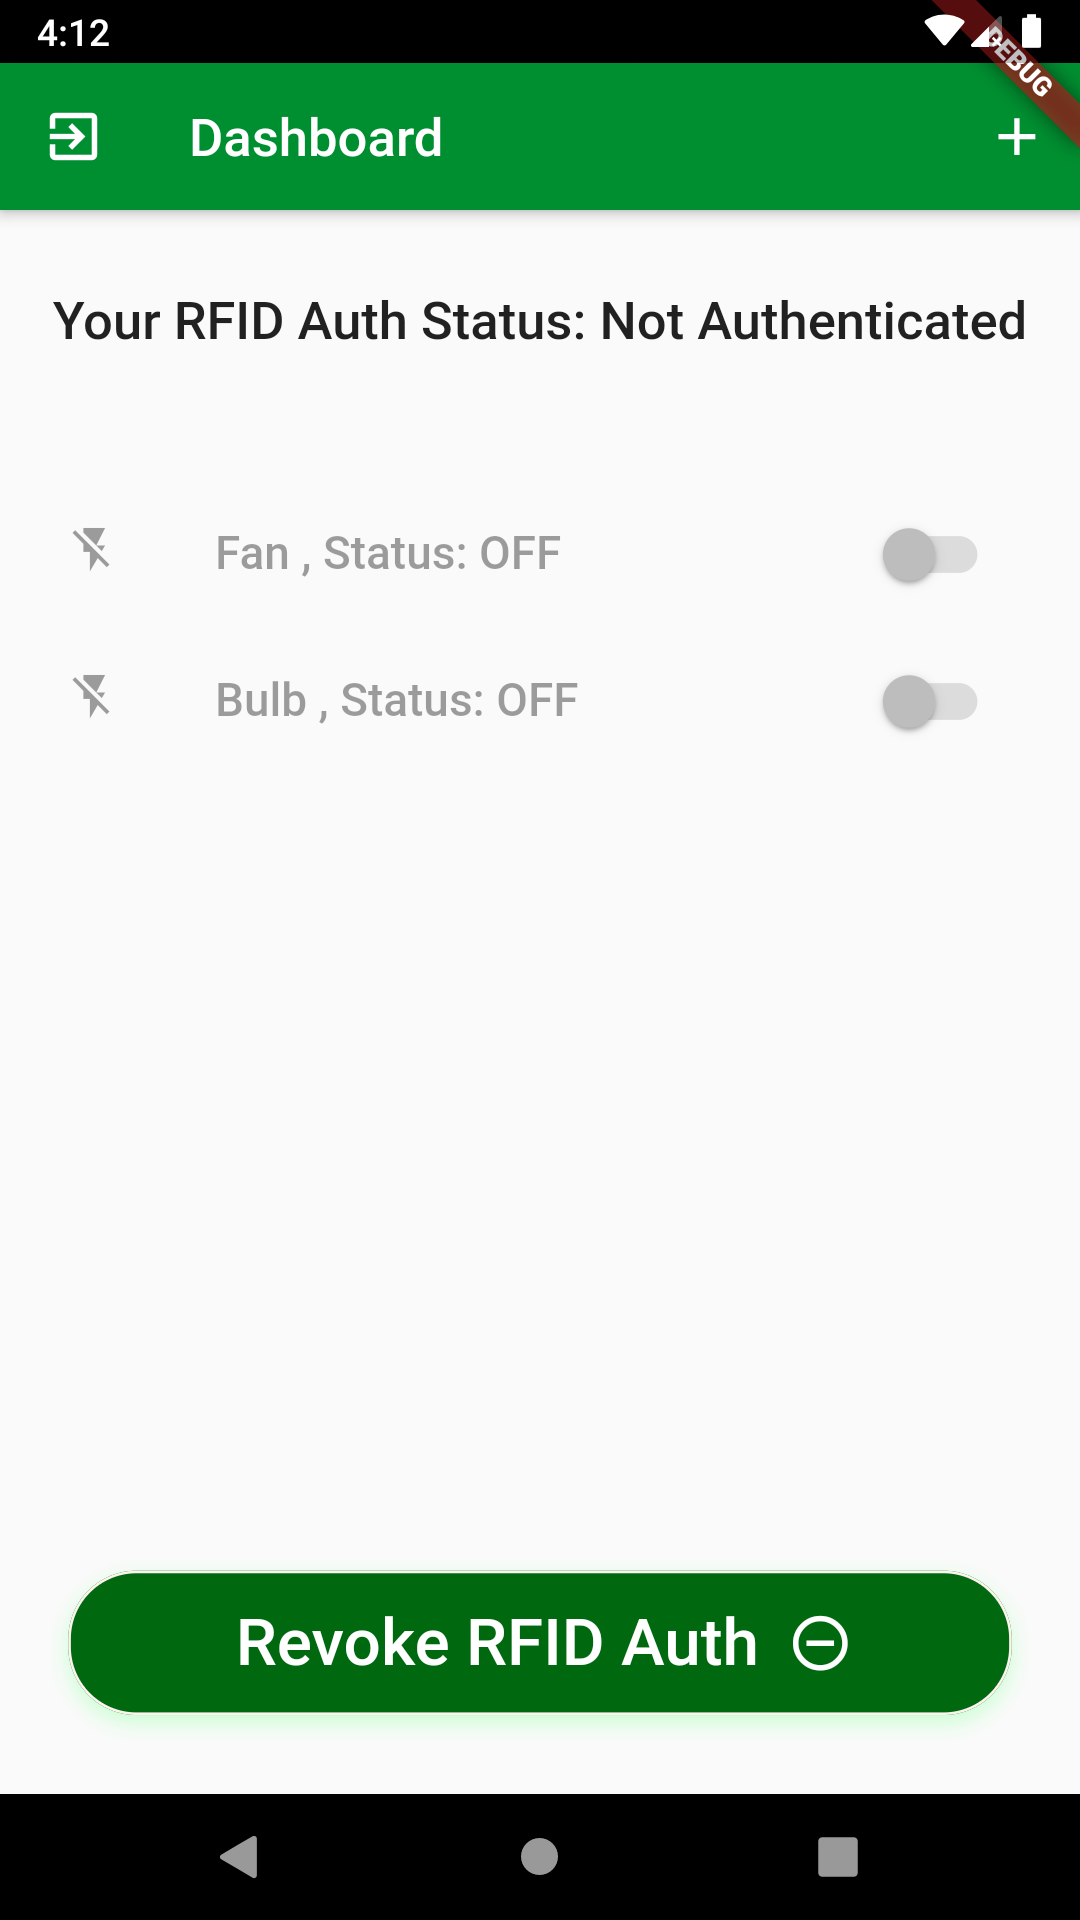 4:12
DEBUG
Dashboard
Your RFID Auth Status: Not Authenticated
Fan , Status: OFF
Bulb , Status: OFF
Revoke RFID Auth